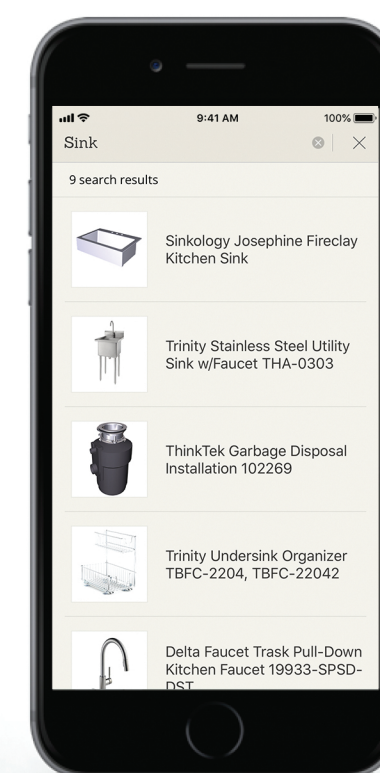 9:41 AM
100%
Sink
9 search results
Sinkology Josephine Fireclay
Kitchen Sink
Trinity Stainless Steel Utility
Sink w/Faucet THA-0303
ThinkTek Garbage Disposal
Installation 102269
Trinity Undersink Organizer
TBFC-2204, TBFC-22042
Delta Faucet Trask Pull-Down
Kitchen Faucet 19933-SPSD-
DST